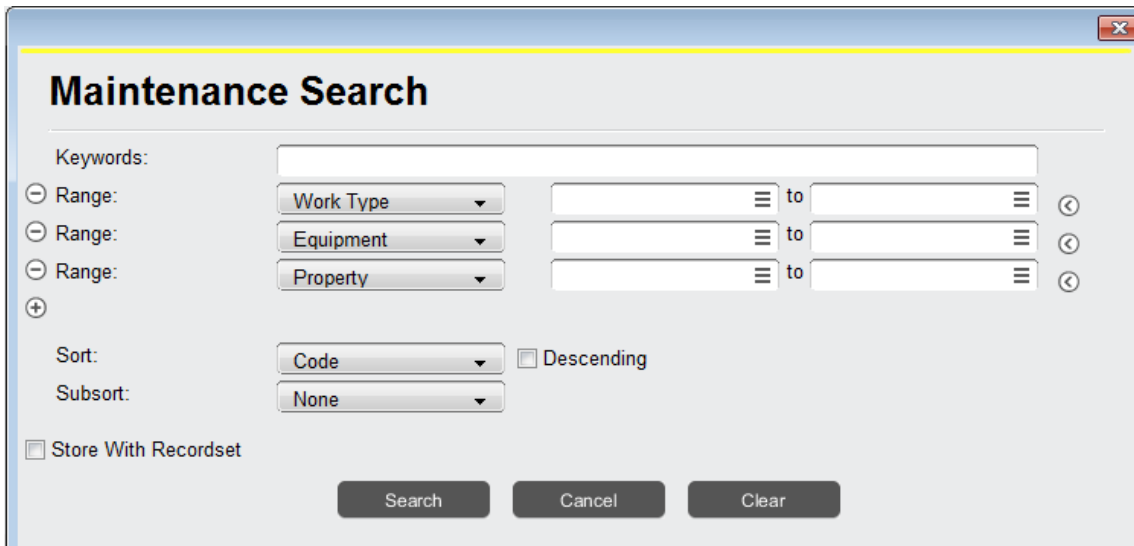 Maintenance Search
Keywords:
Range: Work Type to
Range: Equipment to
Range: Property to
Sort: Code Descending
Subsort: None
Store With Recordset
Search Cancel Clear